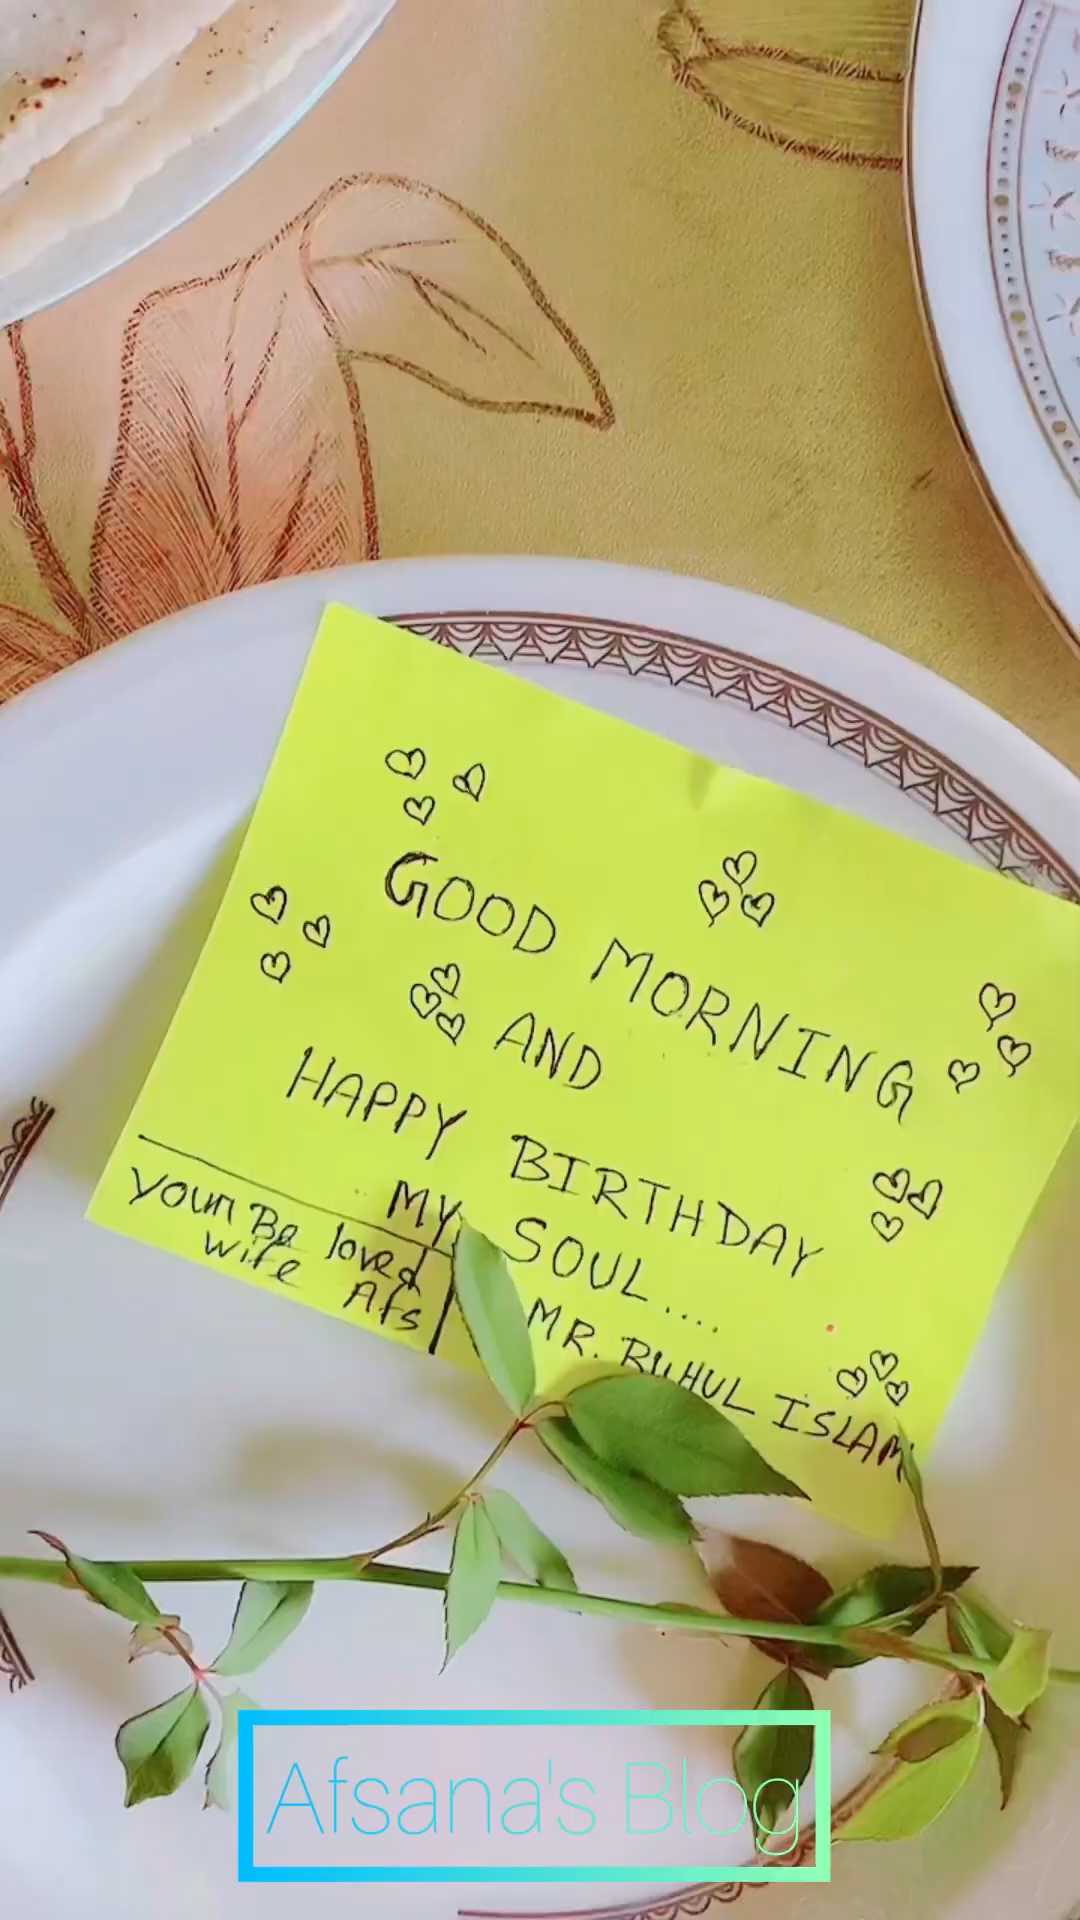 GOOD MORNING
AND
HAPPY BIRTHDAY
MY SOUL....
MR. RUHUL ISLAM
Your Be loved
wife Afs
Afsana's Blog